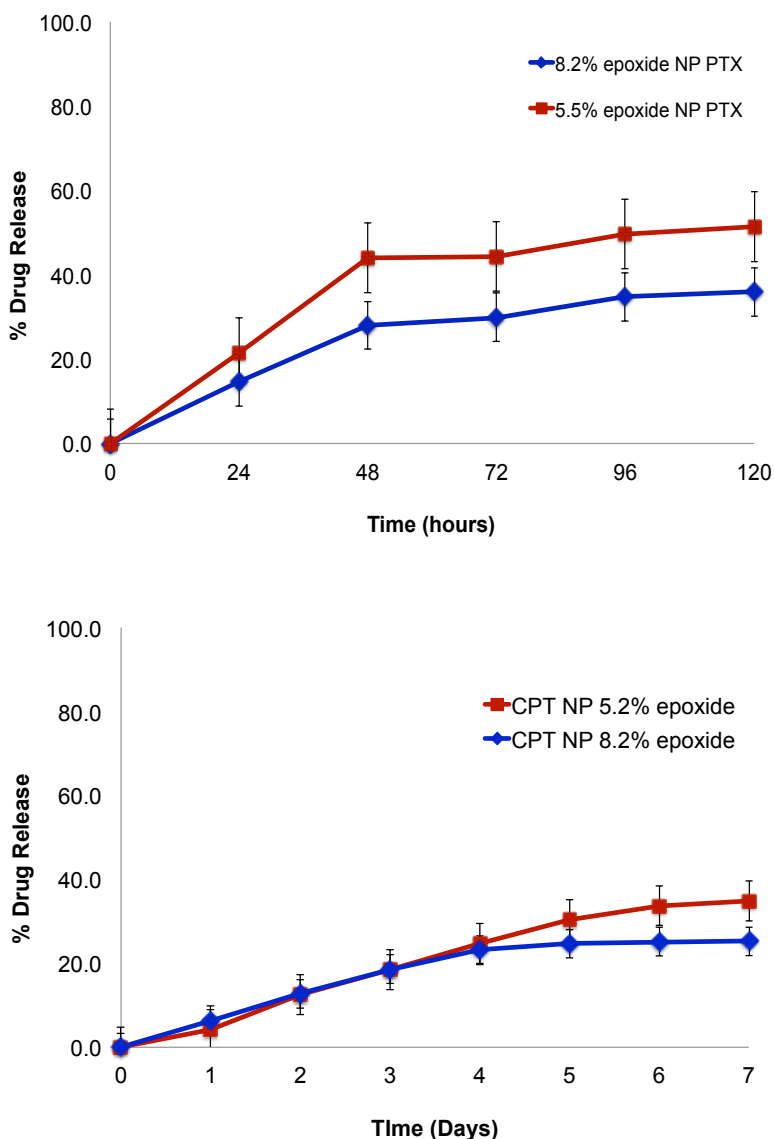 100.0
80.0
60.0
40.0
20.0
0.0
% Drug Release
8.2% epoxide NP PTX
5.5% epoxide NP PTX
0 24 48 72 96 120
Time (hours)
100.0
80.0
60.0
40.0
20.0
0.0
% Drug Release
CPT NP 5.2% epoxide
CPT NP 8.2% epoxide
0 1 2 3 4 5 6 7
TIme (Days)